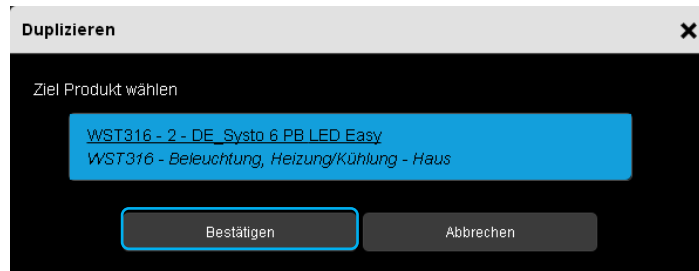 Duplizieren
Ziel Produkt wählen
WST316 - 2 - DE_Systo 6 PB LED Easy
WST316 - Beleuchtung, Heizung/Kühlung - Haus
Bestätigen Abbrechen